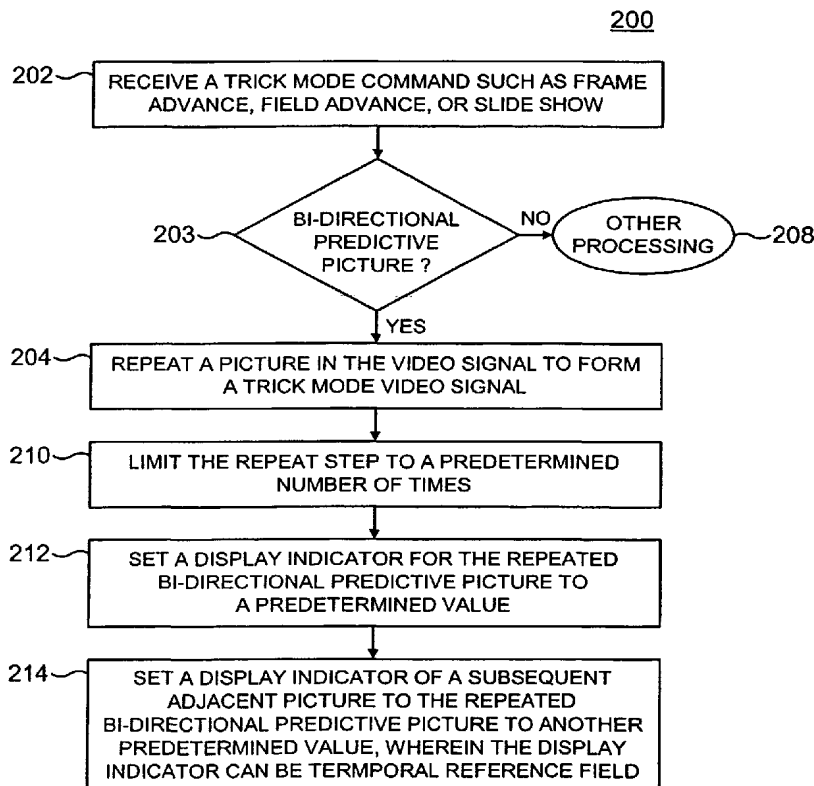 200
202
RECEIVE A TRICK MODE COMMAND SUCH AS FRAME
ADVANCE, FIELD ADVANCE, OR SLIDE SHOW
203
BI-DIRECTIONAL
PREDICTIVE
PICTURE ?
NO
OTHER
PROCESSING
208
YES
204
REPEAT A PICTURE IN THE VIDEO SIGNAL TO FORM
A TRICK MODE VIDEO SIGNAL
210
LIMIT THE REPEAT STEP TO A PREDETERMINED
NUMBER OF TIMES
212
SET A DISPLAY INDICATOR FOR THE REPEATED
BI-DIRECTIONAL PREDICTIVE PICTURE TO
A PREDETERMINED VALUE
214
SET A DISPLAY INDICATOR OF A SUBSEQUENT
ADJACENT PICTURE TO THE REPEATED
BI-DIRECTIONAL PREDICTIVE PICTURE TO ANOTHER
PREDETERMINED VALUE, WHEREIN THE DISPLAY
INDICATOR CAN BE TERMPORAL REFERENCE FIELD